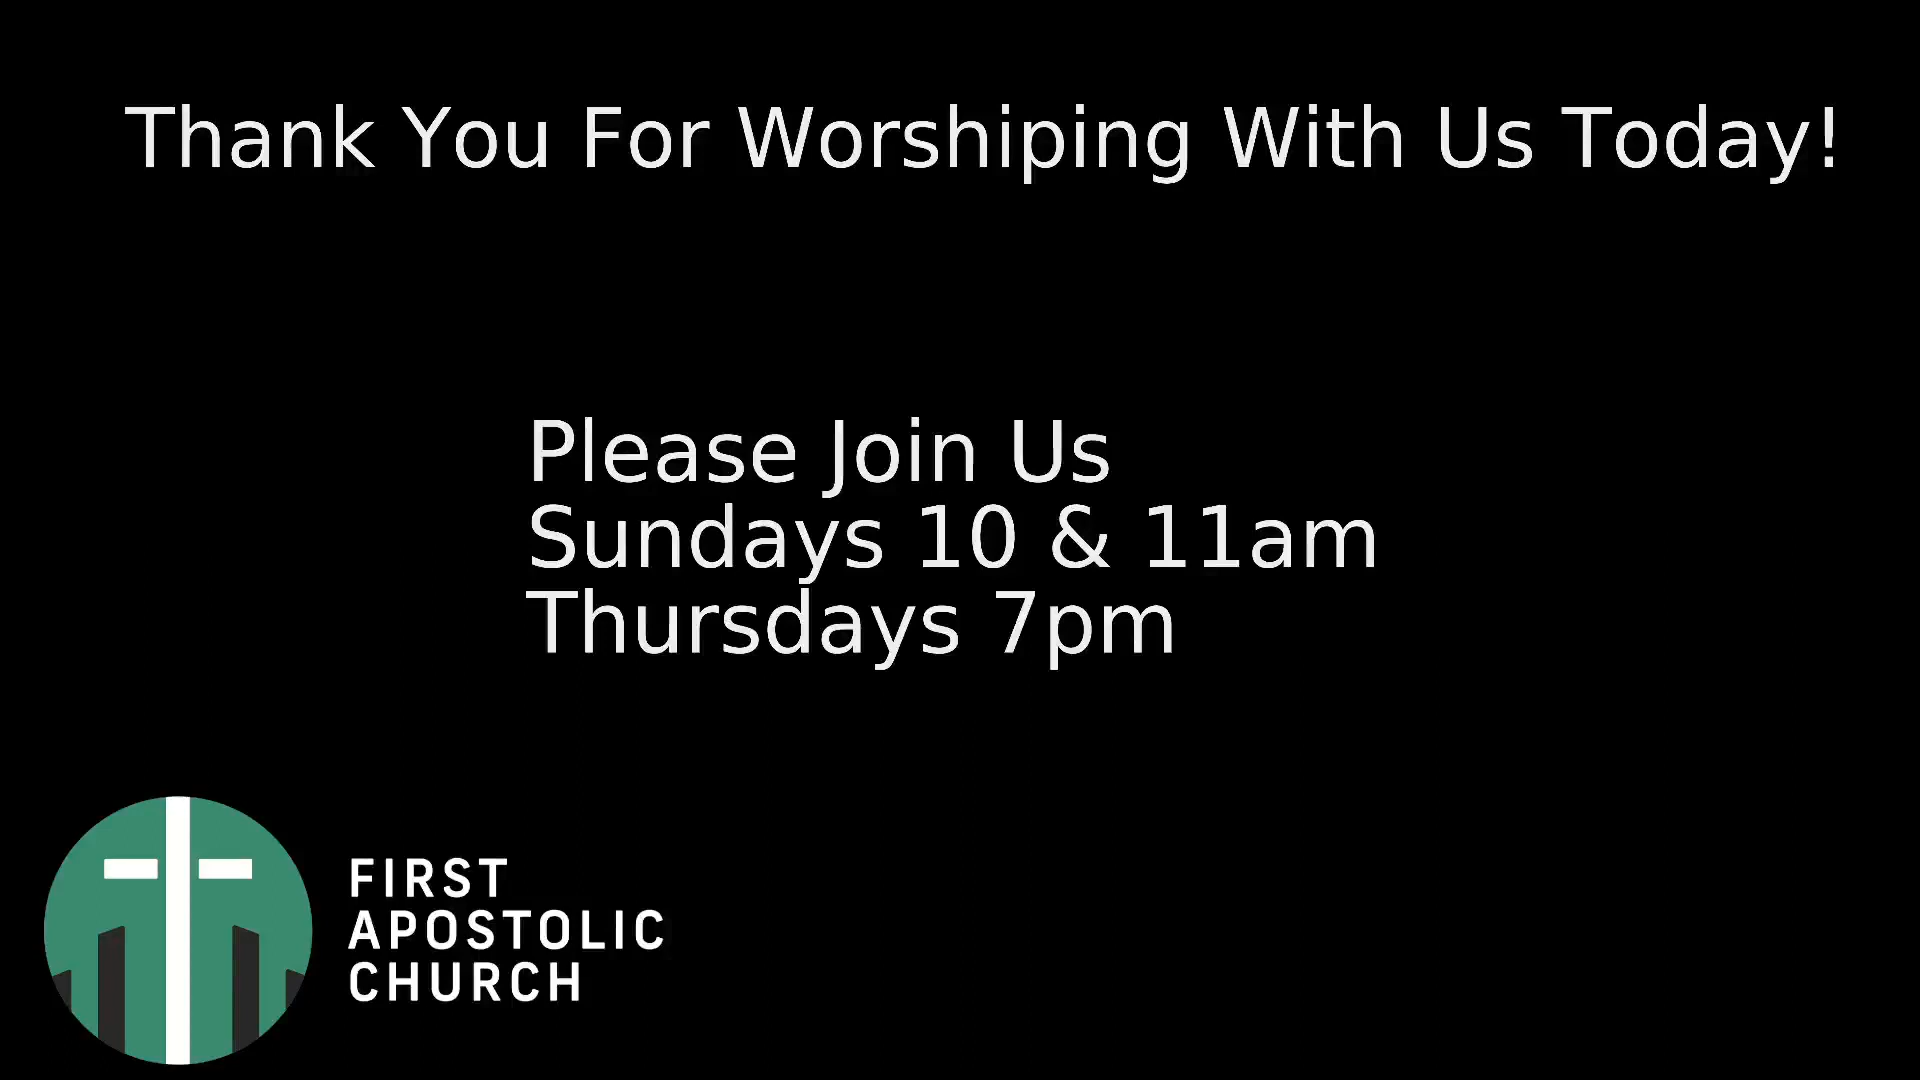 Thank You For Worshiping With Us Today!
Please Join Us
Sundays 10 & 11am
Thursdays 7pm
FIRST
APOSTOLIC
CHURCH